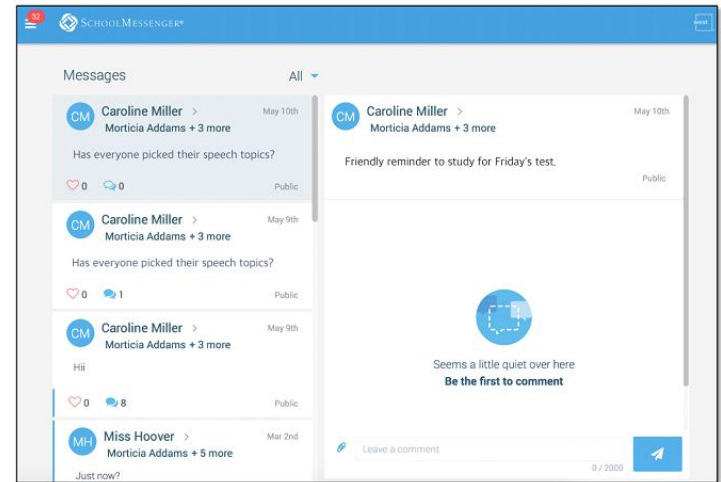 32
SCHOOLMESSENGER®
west
Messages
All
CM
Caroline Miller >
May 10th
Morticia Addams + 3 more
Has everyone picked their speech topics?
0
0
Public
CM
Caroline Miller >
May 9th
Morticia Addams + 3 more
Has everyone picked their speech topics?
0
1
Public
CM
Caroline Miller >
May 9th
Morticia Addams + 3 more
Hii
0
8
Public
MH
Miss Hoover >
Mar 2nd
Morticia Addams + 5 more
Just now?
CM
Caroline Miller >
May 10th
Morticia Addams + 3 more
Friendly reminder to study for Friday's test.
Public
Seems a little quiet over here
Be the first to comment
Leave a comment
0 / 2000